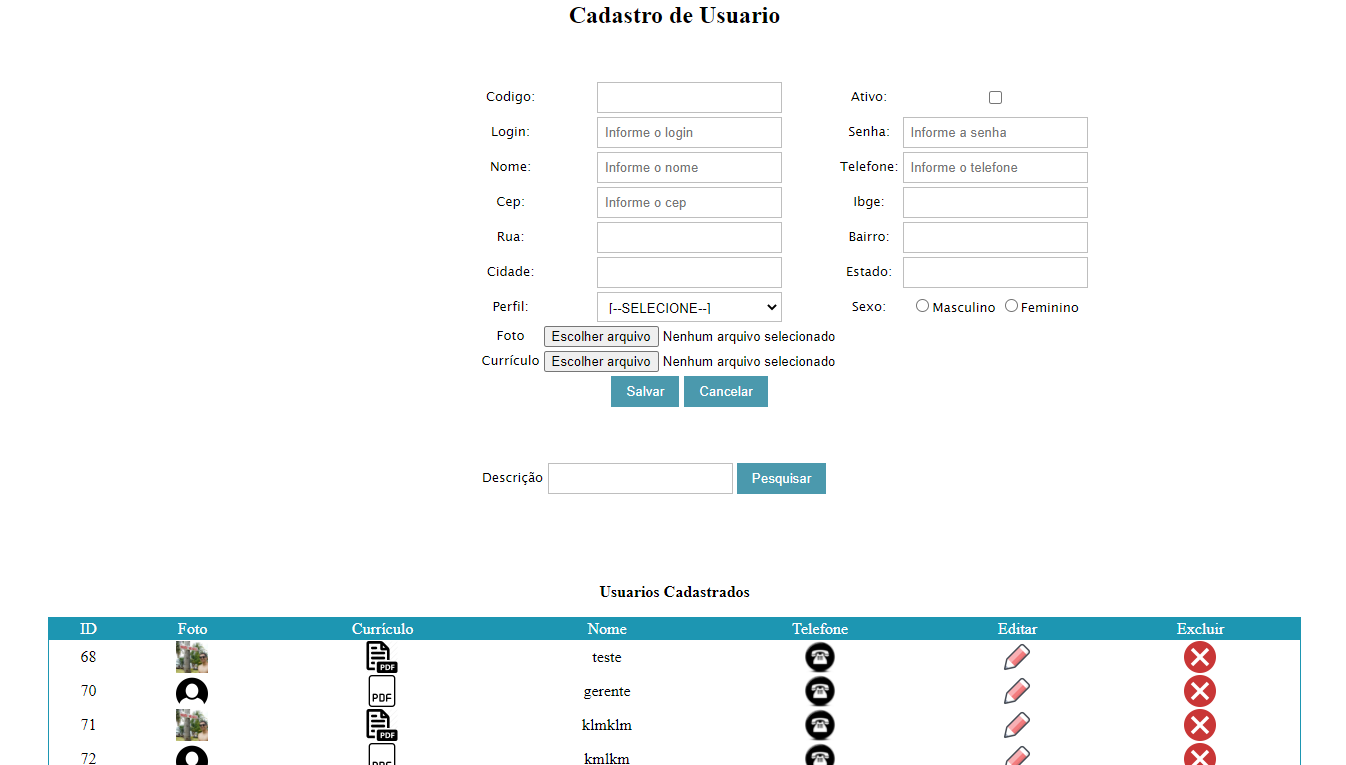 Cadastro de Usuario
Codigo: Ativo:
Login: Informe o login Senha: Informe a senha
Nome: Informe o nome Telefone: Informe o telefone
Cep: Informe o cep Ibge:
Rua: Bairro:
Cidade: Estado:
Perfil: [--SELECIONE--] Sexo: Masculino Feminino
Foto Escolher arquivo Nenhum arquivo selecionado
Currículo Escolher arquivo Nenhum arquivo selecionado
Salvar Cancelar
Descrição Pesquisar
Usuarios Cadastrados
ID Foto Currículo Nome Telefone Editar Excluir
68 PDF teste
70 PDF gerente
71 PDF klmklm
72 PDF kmlkm